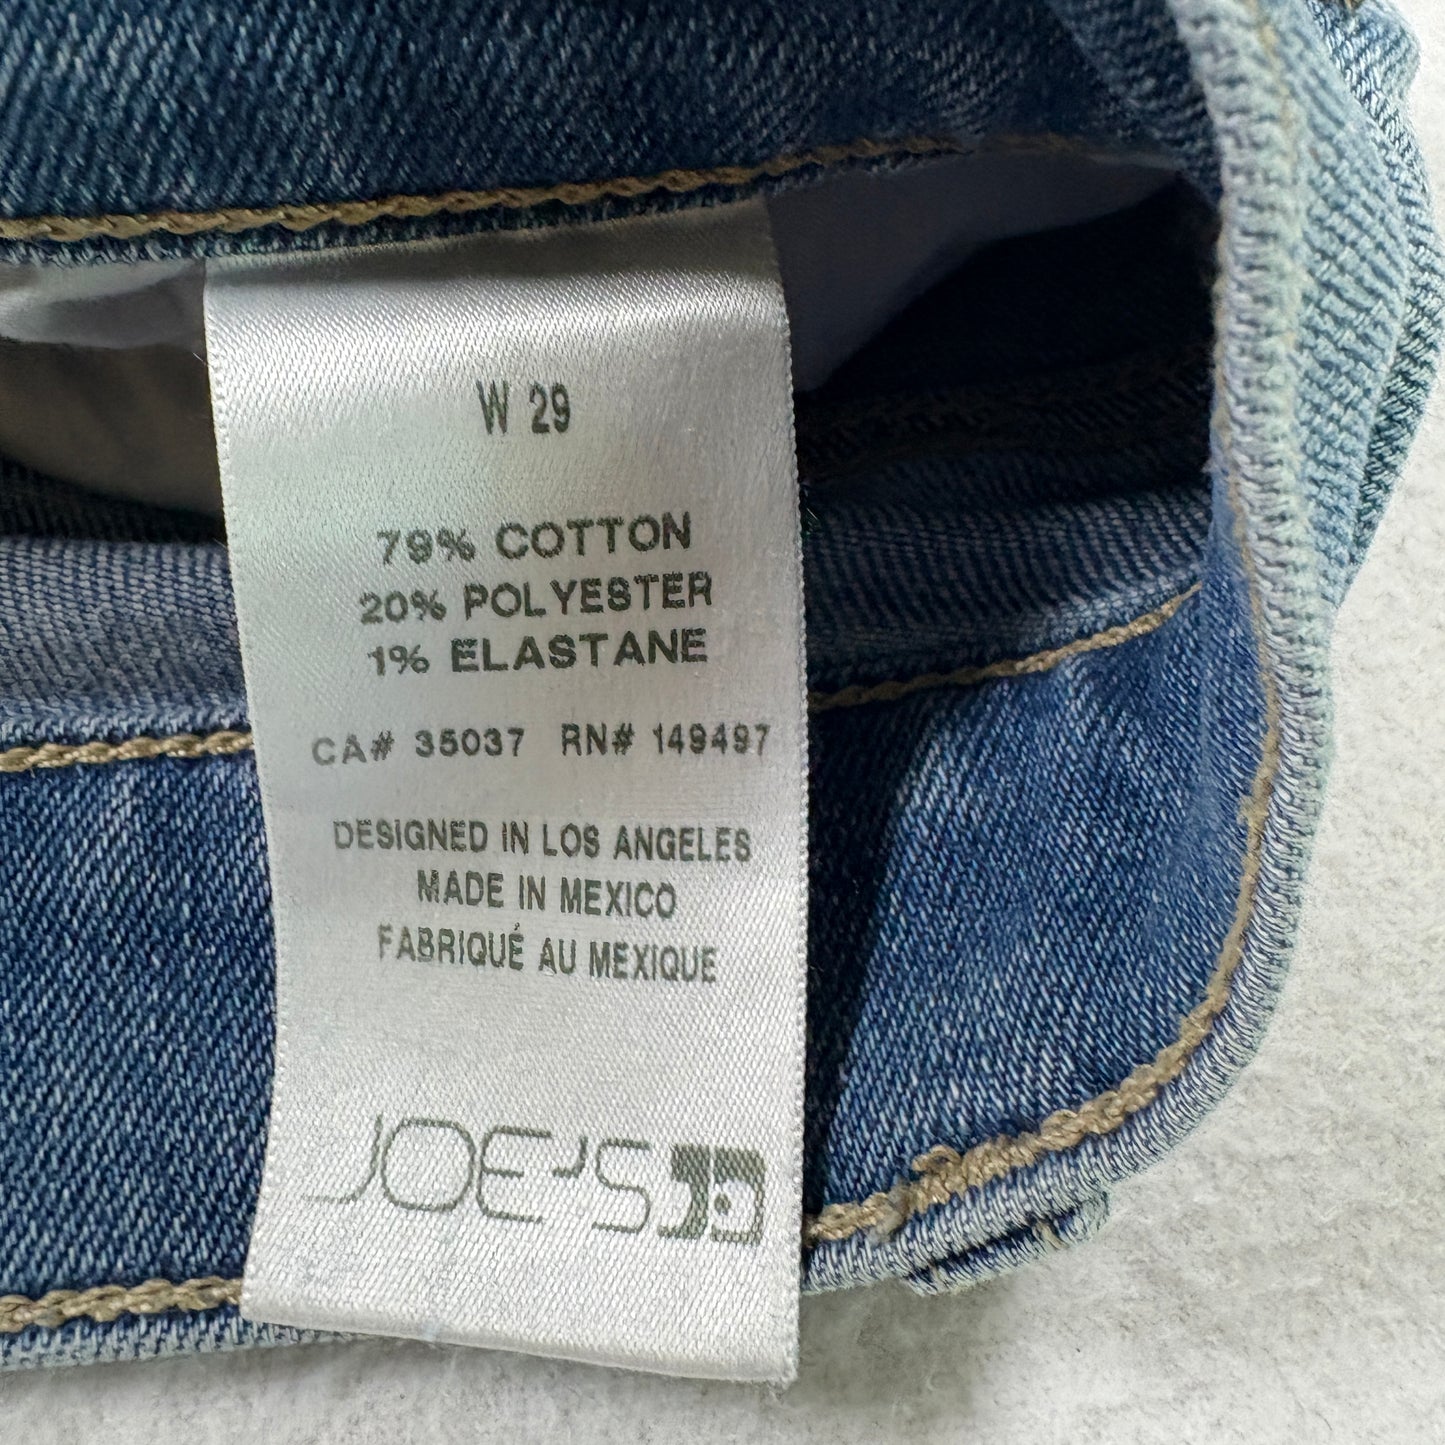 W 29
79% COTTON
20% POLYESTER
1% ELASTANE
CA# 35037 RN# 149497
DESIGNED IN LOS ANGELES
MADE IN MEXICO
FABRIQUÉ AU MEXIQUE
JOE'S